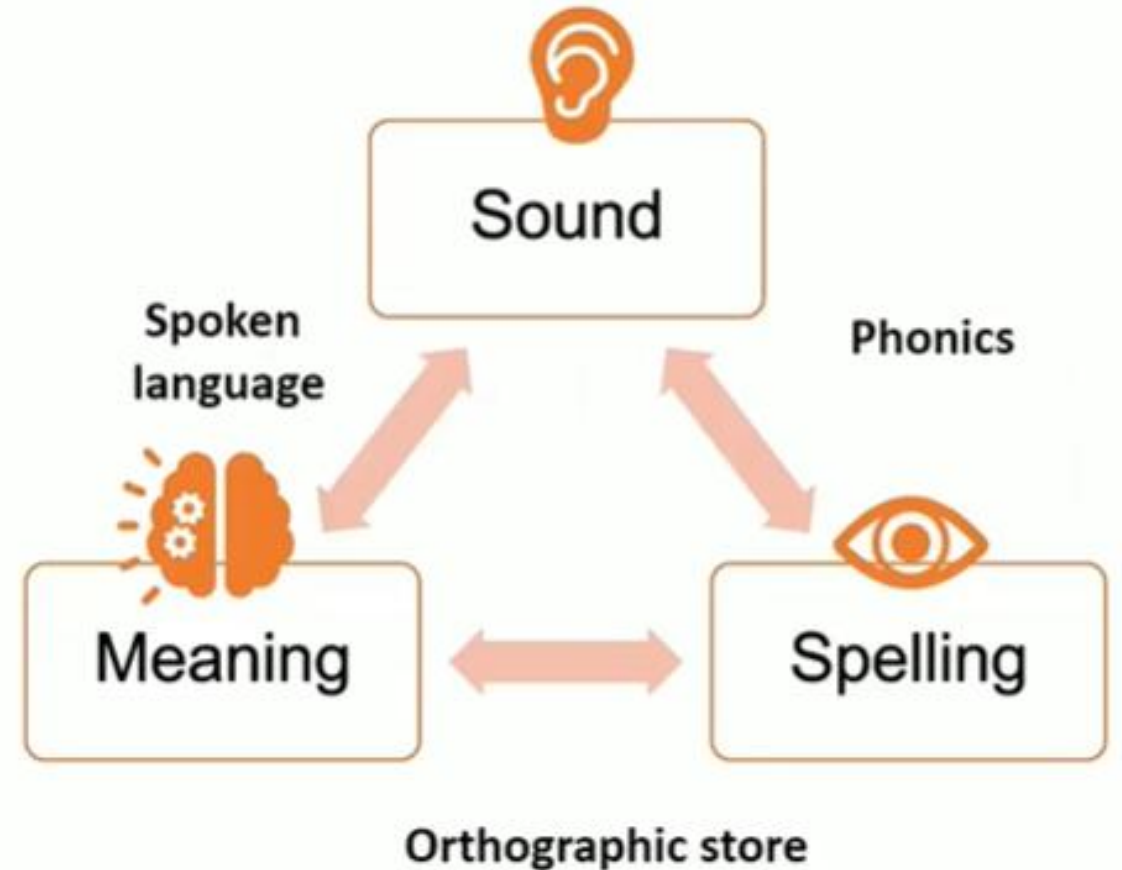 Sound
Spoken
language
Phonics
Meaning
Spelling
Orthographic store